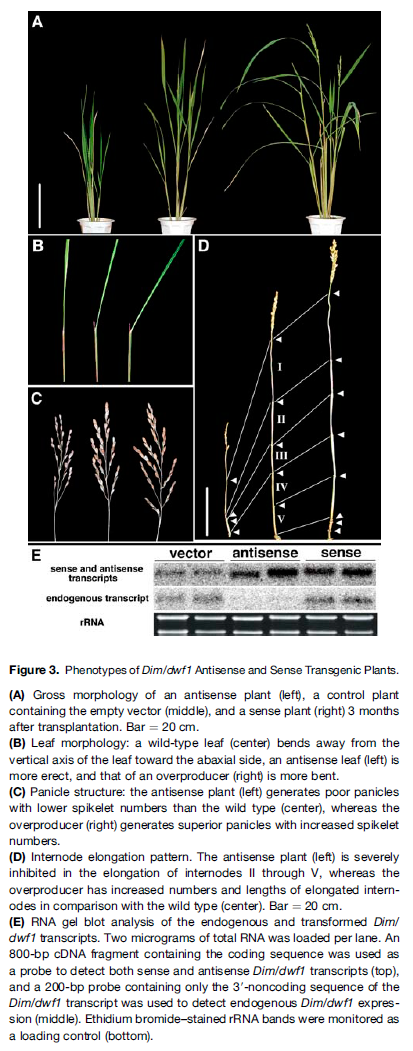 A
B
D
I
II
III
IV
V
C
E
vector antisense sense
sense and antisense
transcripts
endogenous transcript
rRNA
Figure 3. Phenotypes of Dim/dwf1 Antisense and Sense Transgenic Plants.
(A) Gross morphology of an antisense plant (left), a control plant
containing the empty vector (middle), and a sense plant (right) 3 months
after transplantation. Bar = 20 cm.
(B) Leaf morphology: a wild-type leaf (center) bends away from the
vertical axis of the leaf toward the abaxial side, an antisense leaf (left) is
more erect, and that of an overproducer (right) is more bent.
(C) Panicle structure: the antisense plant (left) generates poor panicles
with lower spikelet numbers than the wild type (center), whereas the
overproducer (right) generates superior panicles with increased spikelet
numbers.
(D) Internode elongation pattern. The antisense plant (left) is severely
inhibited in the elongation of internodes II through V, whereas the
overproducer has increased numbers and lengths of elongated intern-
odes in comparison with the wild type (center). Bar = 20 cm.
(E) RNA gel blot analysis of the endogenous and transformed Dim/
dwf1 transcripts. Two micrograms of total RNA was loaded per lane. An
800-bp cDNA fragment containing the coding sequence was used as
a probe to detect both sense and antisense Dim/dwf1 transcripts (top),
and a 200-bp probe containing only the 3′-noncoding sequence of the
Dim/dwf1 transcript was used to detect endogenous Dim/dwf1 expres-
sion (middle). Ethidium bromide–stained rRNA bands were monitored as
a loading control (bottom).